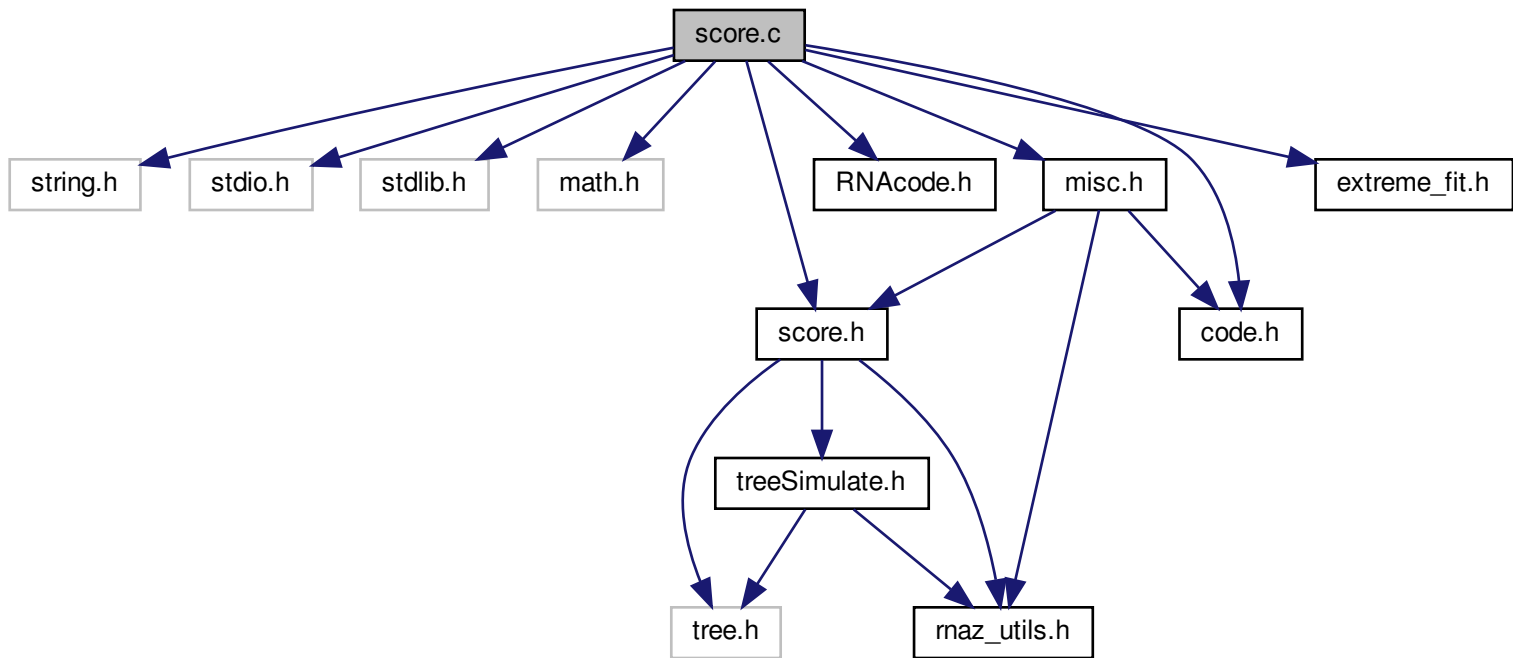 score.c
string.h
stdio.h
stdlib.h
math.h
RNAcode.h
misc.h
extreme_fit.h
score.h
code.h
treeSimulate.h
tree.h
rnaz_utils.h